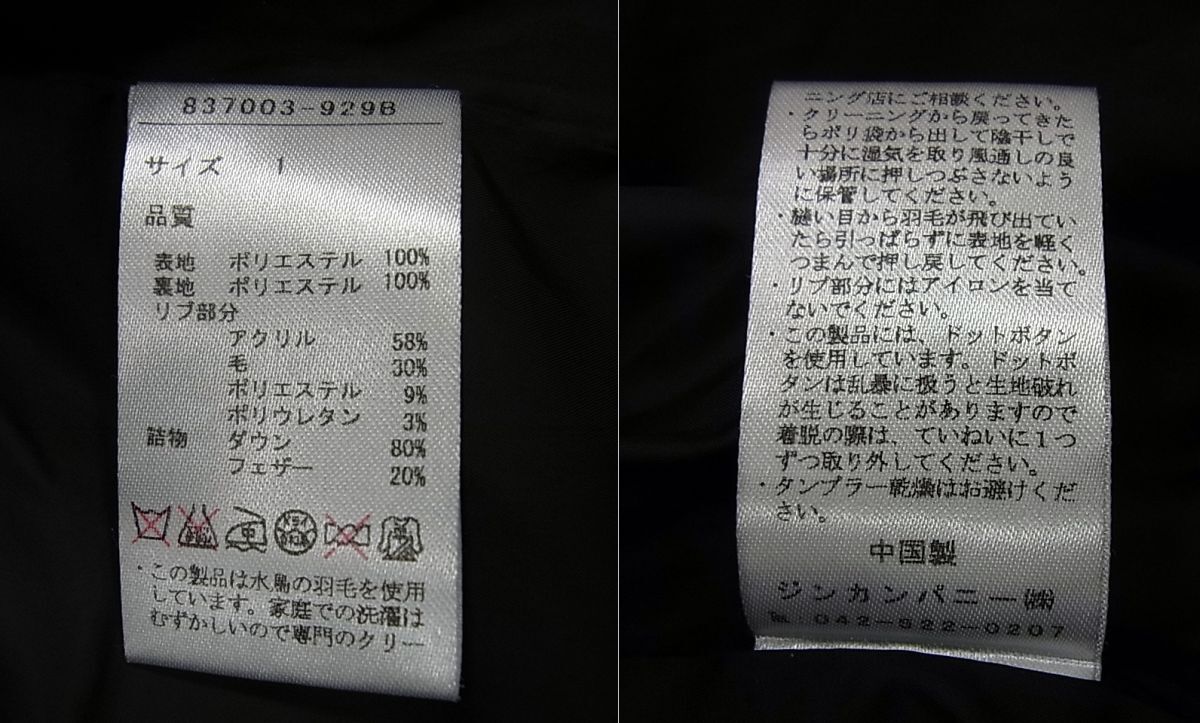 837003-929B
サイズ 1
品質
表地 ポリエステル 100%
裏地 ポリエステル 100%
リブ部分
アクリル 58%
毛 30%
ポリエステル 9%
ポリウレタン 3%
詰物 ダウン 80%
フェザー 20%
・この製品は水鳥の羽毛を使用
しています。家庭での洗濯は
むずかしいので専門のクリー
ニング店にご相談ください。
・クリーニングから戻ってきた
らポリ袋から出して陰干しで
十分に湿気を取り風通しの良
い場所に押しつぶさないよう
に保管してください。
・縫い目から羽毛が飛び出てい
たら引っぱらずに表地を軽く
つまんで押し戻してください。
・リブ部分にはアイロンを当て
ないでください。
・この製品には、ドットボタン
を使用しています。ドットボ
タンは乱暴に扱うと生地破れ
が生じることがありますので
着脱の際は、ていねいに1つ
ずつ取り外してください。
・タンブラー乾燥はお避けくだ
さい。
中国製
ジンカンパニー㈱
℡:042-922-0207